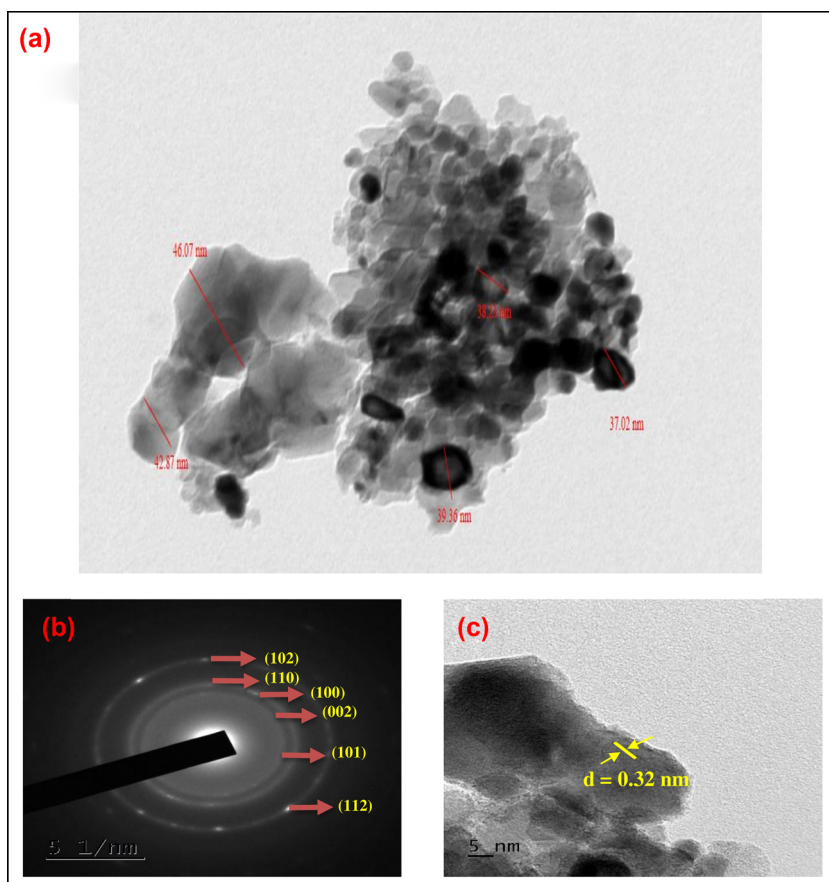 (a)
46.07 nm
38.23 nm
37.02 nm
42.87 nm
39.36 nm
(b)
(102)
(110)
(100)
(002)
(101)
(112)
5 1/nm
(c)
d = 0.32 nm
5 nm